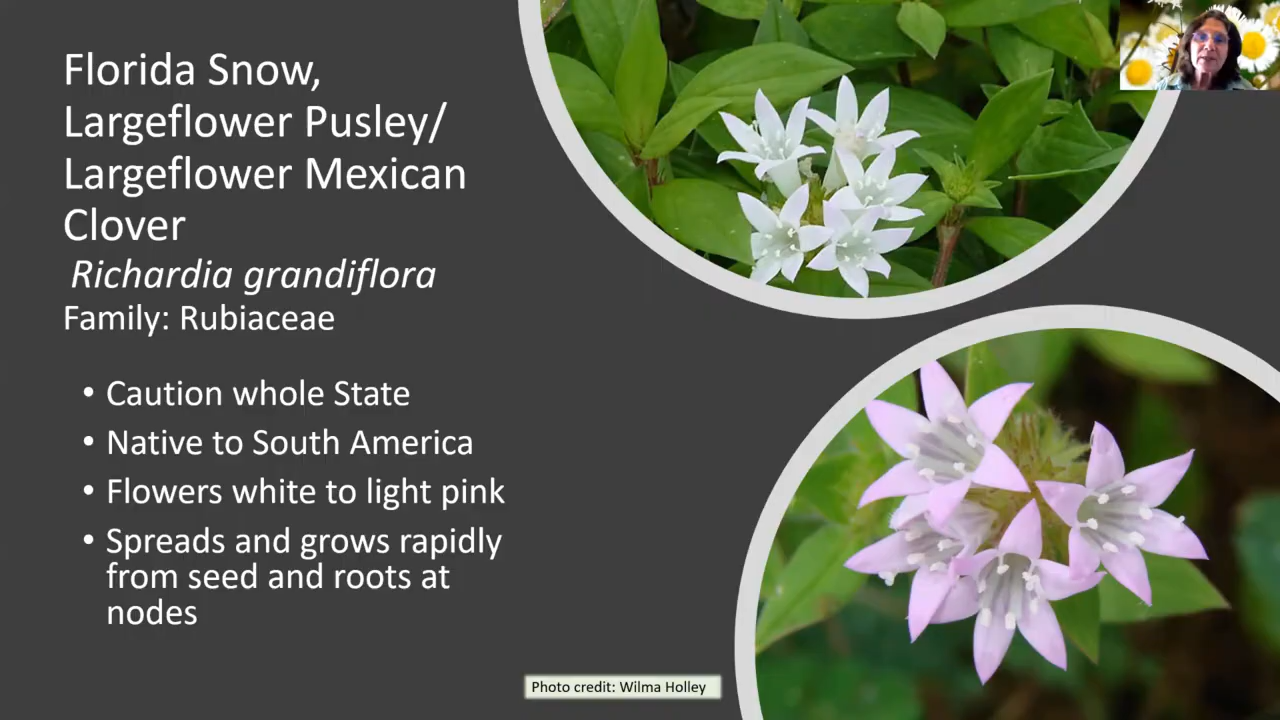 Florida Snow,
Largeflower Pusley/
Largeflower Mexican
Clover
Richardia grandiflora
Family: Rubiaceae
• Caution whole State
• Native to South America
• Flowers white to light pink
• Spreads and grows rapidly
from seed and roots at
nodes
Photo credit: Wilma Holley